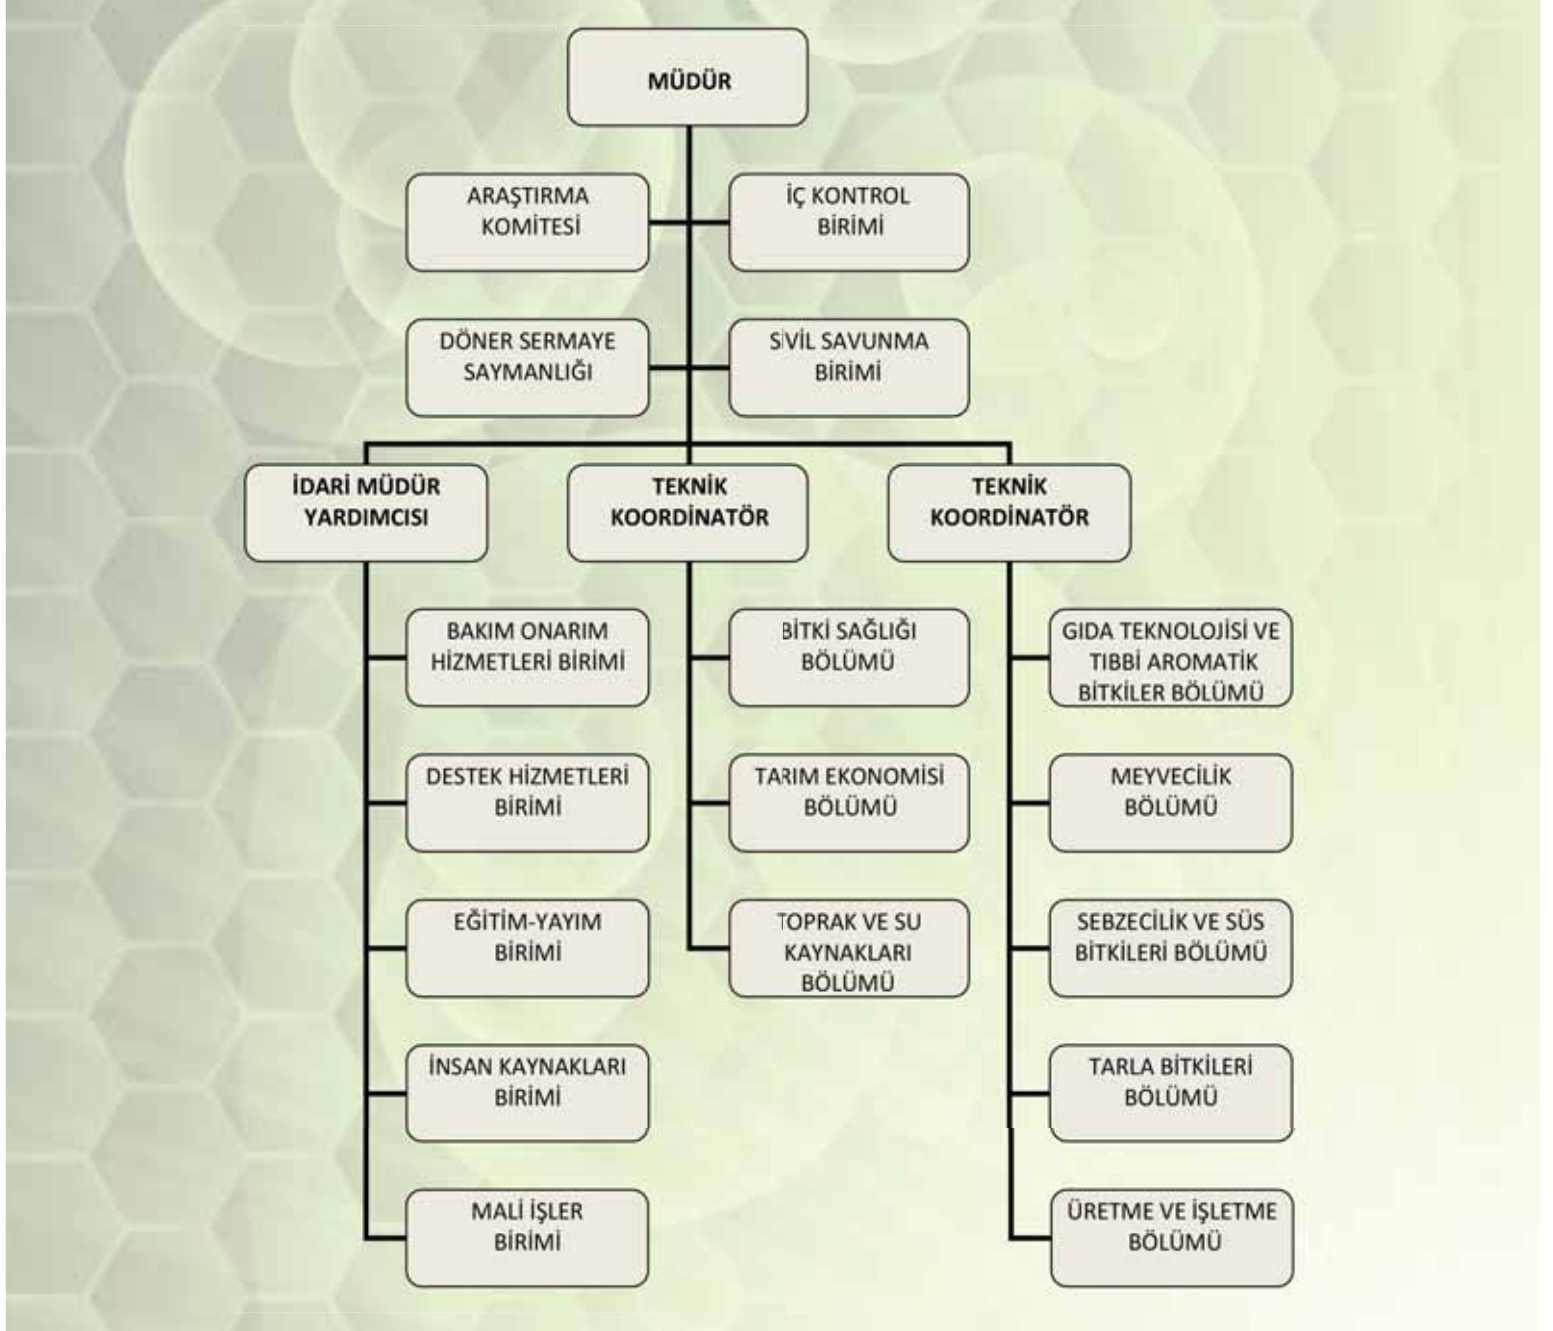 MÜDÜR
ARAŞTIRMA
KOMİTESİ
İÇ KONTROL
BİRİMİ
DÖNER SERMAYE
SAYMANLIĞI
SİVİL SAVUNMA
BİRİMİ
İDARİ MÜDÜR
YARDIMCISI
TEKNİK
KOORDİNATÖR
TEKNİK
KOORDİNATÖR
BAKIM ONARIM
HİZMETLERİ BİRİMİ
DESTEK HİZMETLERİ
BİRİMİ
EĞİTİM-YAYIM
BİRİMİ
İNSAN KAYNAKLARI
BİRİMİ
MALİ İŞLER
BİRİMİ
BİTKİ SAĞLIĞI
BÖLÜMÜ
TARIM EKONOMİSİ
BÖLÜMÜ
TOPRAK VE SU
KAYNAKLARI
BÖLÜMÜ
GIDA TEKNOLOJİSİ VE
TIBBİ AROMATİK
BİTKİLER BÖLÜMÜ
MEYVECİLİK
BÖLÜMÜ
SEBZECİLİK VE SÜS
BİTKİLERİ BÖLÜMÜ
TARLA BİTKİLERİ
BÖLÜMÜ
ÜRETME VE İŞLETME
BÖLÜMÜ